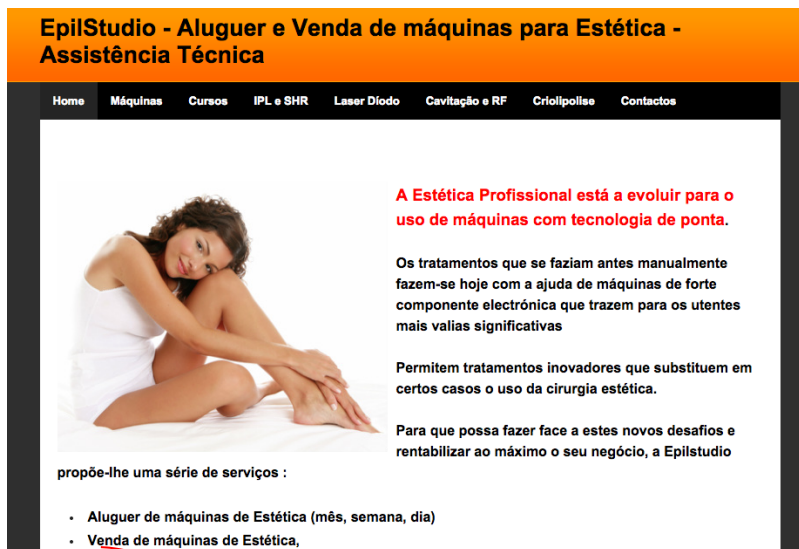 EpilStudio - Aluguer e Venda de máquinas para Estética -
Assistência Técnica
Home Máquinas Cursos IPL e SHR Laser Díodo Cavitação e RF Criolipolise Contactos
A Estética Profissional está a evoluir para o
uso de máquinas com tecnologia de ponta.
Os tratamentos que se faziam antes manualmente
fazem-se hoje com a ajuda de máquinas de forte
componente electrónica que trazem para os utentes
mais valias significativas
Permitem tratamentos inovadores que substituem em
certos casos o uso da cirurgia estética.
Para que possa fazer face a estes novos desafios e
rentabilizar ao máximo o seu negócio, a Epilstudio
propõe-lhe uma série de serviços :
• Aluguer de máquinas de Estética (mês, semana, dia)
• Venda de máquinas de Estética,